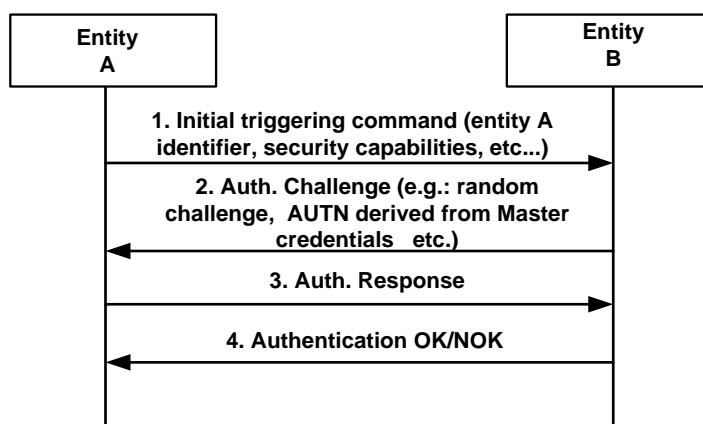 Entity
A
Entity
B
1. Initial triggering command (entity A
identifier, security capabilities, etc...)
2. Auth. Challenge (e.g.: random
challenge, AUTN derived from Master
credentials etc.)
3. Auth. Response
4. Authentication OK/NOK